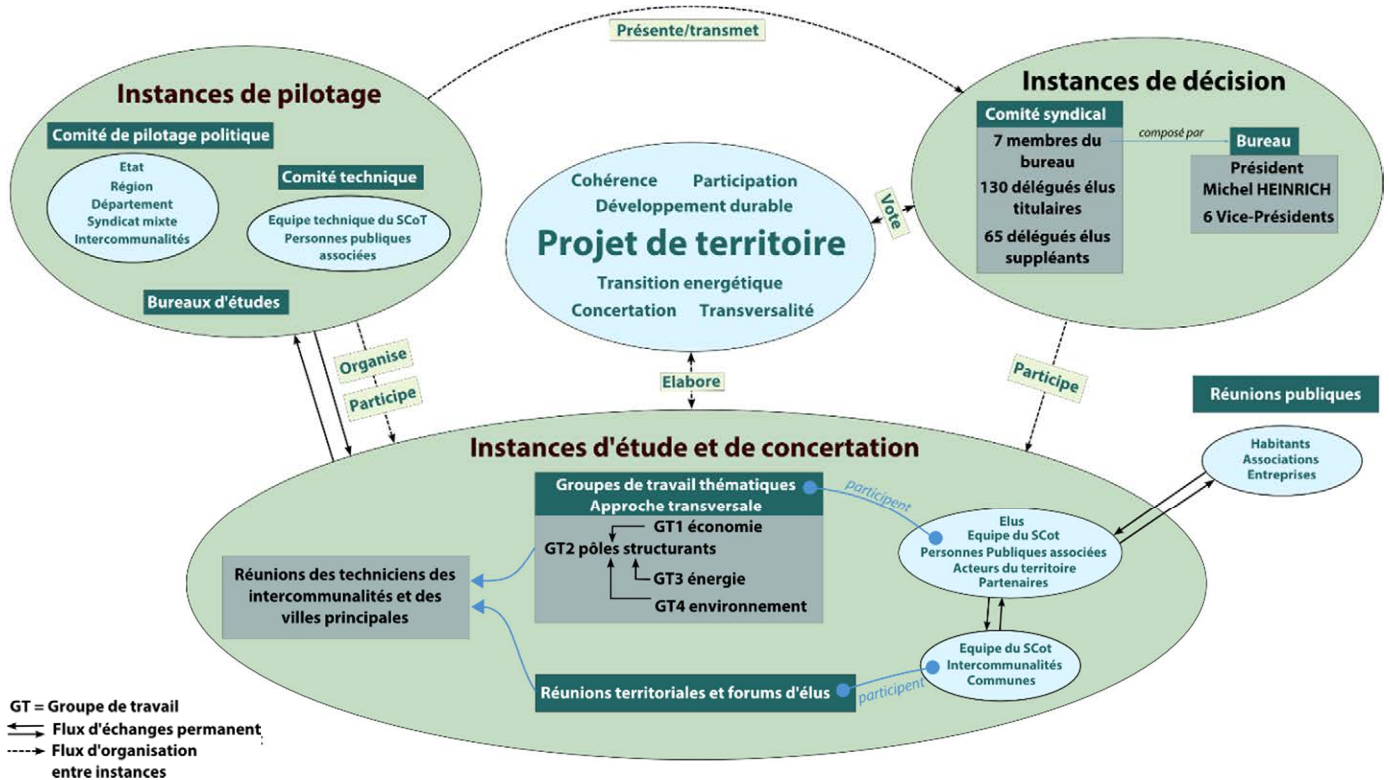 Présente/transmet
Instances de pilotage
Comité de pilotage politique
Etat
Région
Département
Syndicat mixte
Intercommunalités
Comité technique
Equipe technique du SCoT
Personnes publiques
associées
Bureaux d'études
Instances de décision
Comité syndical
7 membres du
bureau
130 délégués élus
titulaires
65 délégués élus
suppléants
composé par
Bureau
Président
Michel HEINRICH
6 Vice-Présidents
Cohérence Participation
Développement durable
Projet de territoire
Transition energétique
Concertation Transversalité
Vote
Organise
Participe
Elabore
Participe
Réunions publiques
Habitants
Associations
Entreprises
Instances d'étude et de concertation
Groupes de travail thématiques
Approche transversale
GT1 économie
GT2 pôles structurants
GT3 énergie
GT4 environnement
participent
Elus
Equipe du SCot
Personnes Publiques associées
Acteurs du territoire
Partenaires
Réunions des techniciens des
intercommunalités et des
villes principales
Equipe du SCot
Intercommunalités
Communes
Réunions territoriales et forums d'élus
participent
GT = Groupe de travail
Flux d'échanges permanent :
Flux d'organisation
entre instances